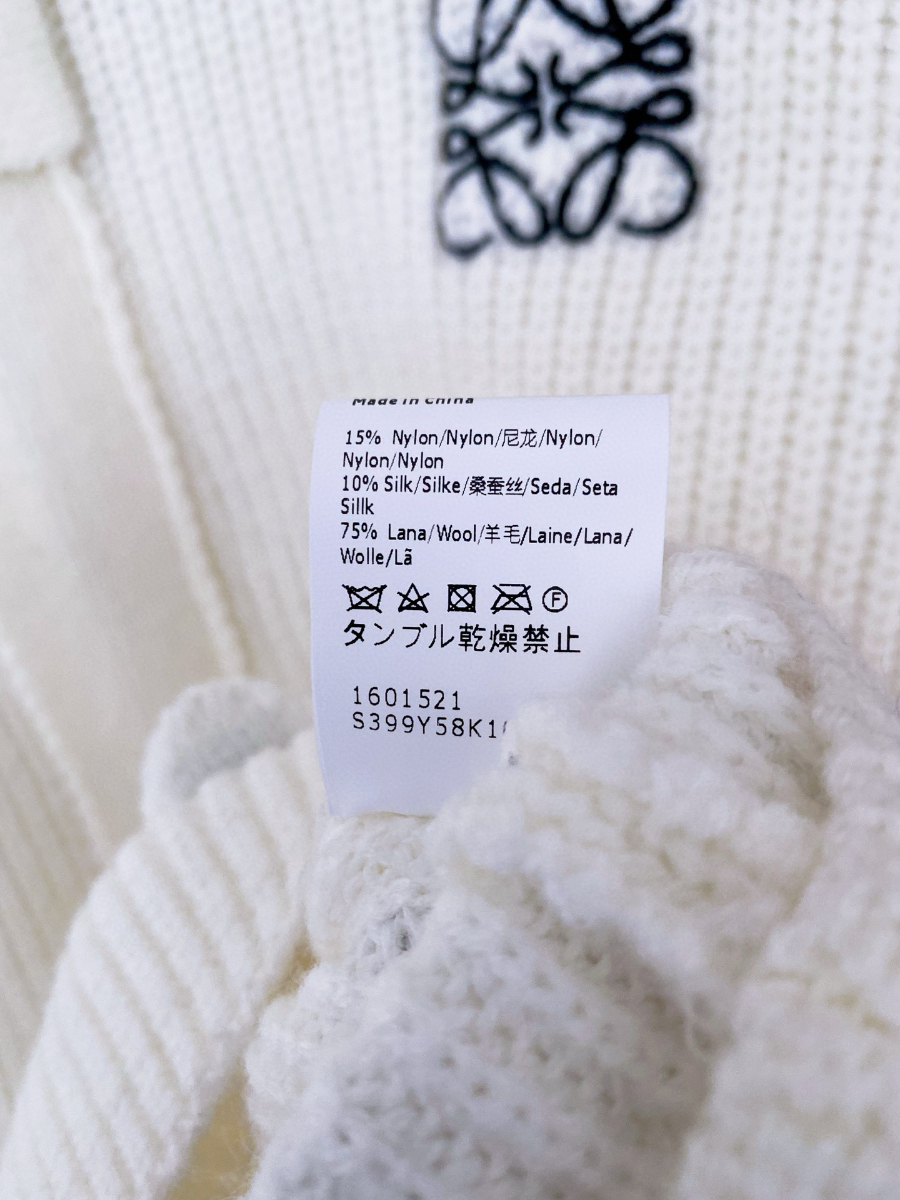 Made in China
15% Nylon/Nylon/尼龙/Nylon/
Nylon/Nylon
10% Silk/Silke/桑蚕丝/Seda/Seta
Sillk
75% Lana/Wool/羊毛/Laine/Lana/
Wolle/Lã
F
タンブル乾燥禁止
1601521